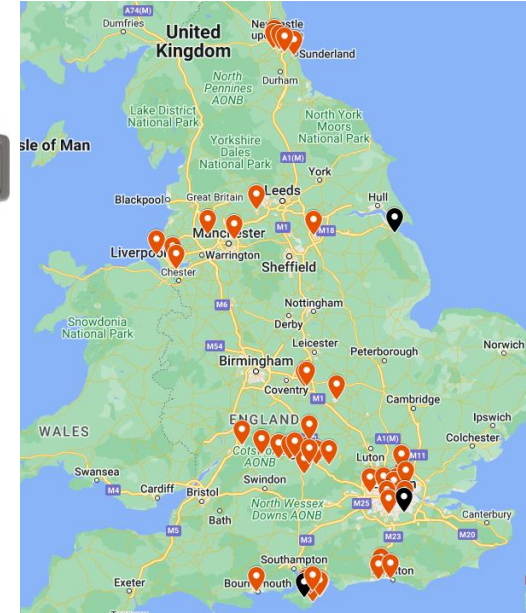 A74(M)
Dumfries
United
Kingdom
Newcastle
Sunderland
Durham
North
Pennines
AONB
Lake District
National Park
North York
Moors
National Park
sle of Man
Yorkshire
Dales
National Park
A1(M)
York
Blackpool
Great Britain
Leeds
Hull
M1
M18
Manchester
Liverpool
Warrington
Sheffield
Chester
M6
Nottingham
Snowdonia
National Park
Derby
Leicester
M54
Norwich
Peterborough
Birmingham
Coventry
M1
Cambridge
WALES
ENGLAND
Ipswich
A1(M)
Colchester
AONB
Luton
M11
Swansea
M4
Cardiff
Bristol
Swindon
Bath
North Wessex
Downs AONB
M25
Canterbury
M5
M3
M23
M20
Southampton
Exeter
Bournemouth